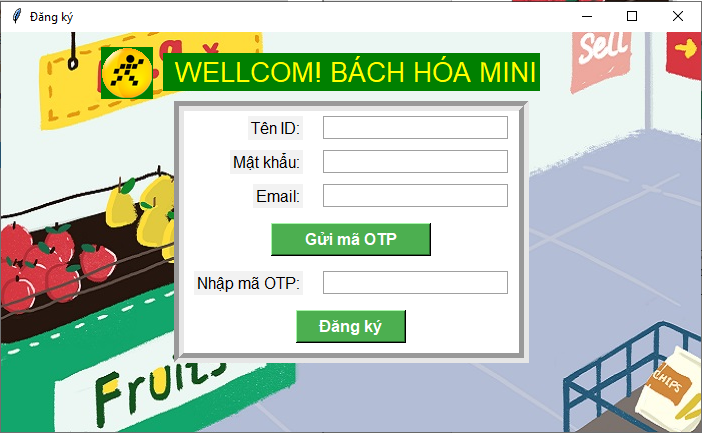 Đăng ký
Sell
WELLCOM! BÁCH HÓA MINI
Tên ID:
Mật khẩu:
Email:
Gửi mã OTP
Nhập mã OTP:
Đăng ký
Fruits
CHIPS